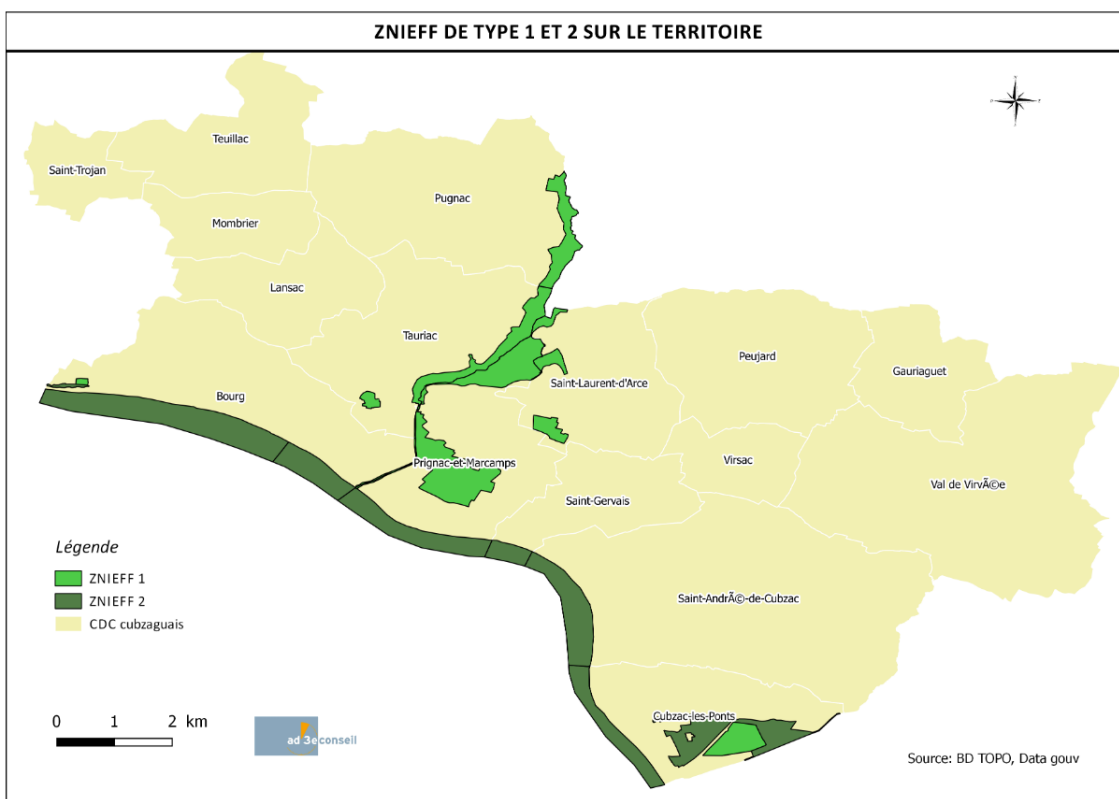 ZNIEFF DE TYPE 1 ET 2 SUR LE TERRITOIRE
Teuillac
Saint-Trojan
Pugnac
Mombrier
Lansac
Tauriac
Peujard
Gauriaguet
Saint-Laurent-d'Arce
Bourg
Prignac-et-Marcamps
Virsac
Val de VirvÃ©e
Saint-Gervais
Légende
ZNIEFF 1
ZNIEFF 2
CDC cubzaguais
Saint-AndrÃ©-de-Cubzac
Cubzac-les-Ponts
0 1 2 km
ad 3econseil
Source: BD TOPO, Data gouv